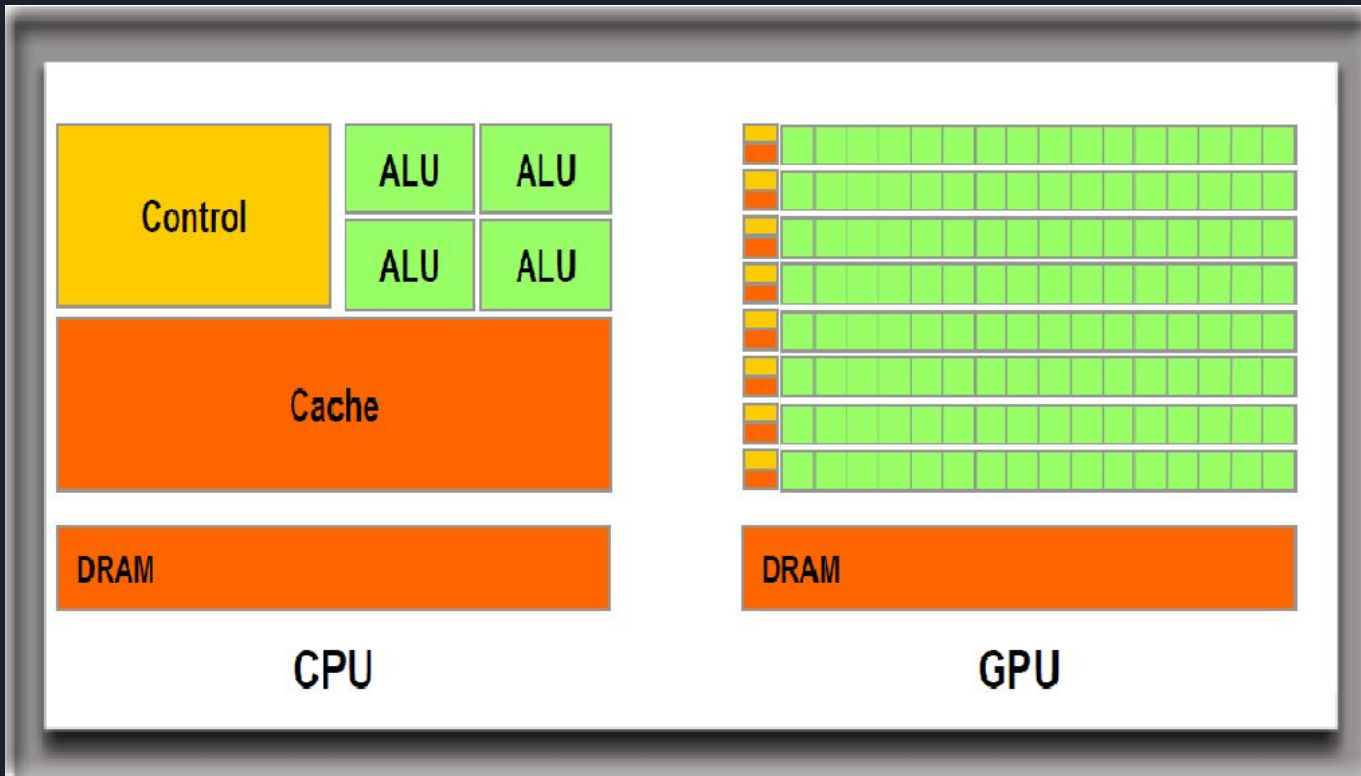 Control
ALU ALU
ALU ALU
Cache
DRAM
CPU
DRAM
GPU